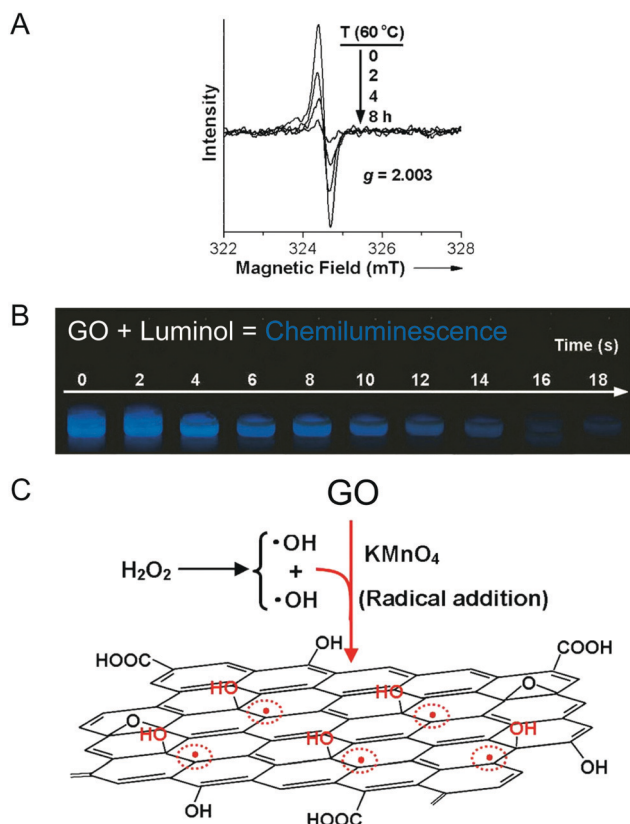 A
T (60 °C)
0
2
4
8 h
g = 2.003
Intensity
322 324 326 328
Magnetic Field (mT)
B
GO + Luminol = Chemiluminescence
Time (s)
0 2 4 6 8 10 12 14 16 18
C
GO
H₂O₂
·OH
+
·OH
KMnO₄
(Radical addition)
HOOC
OH
COOH
HO
HO
O
O
HO
HO
OH
OH
OH
HOOC